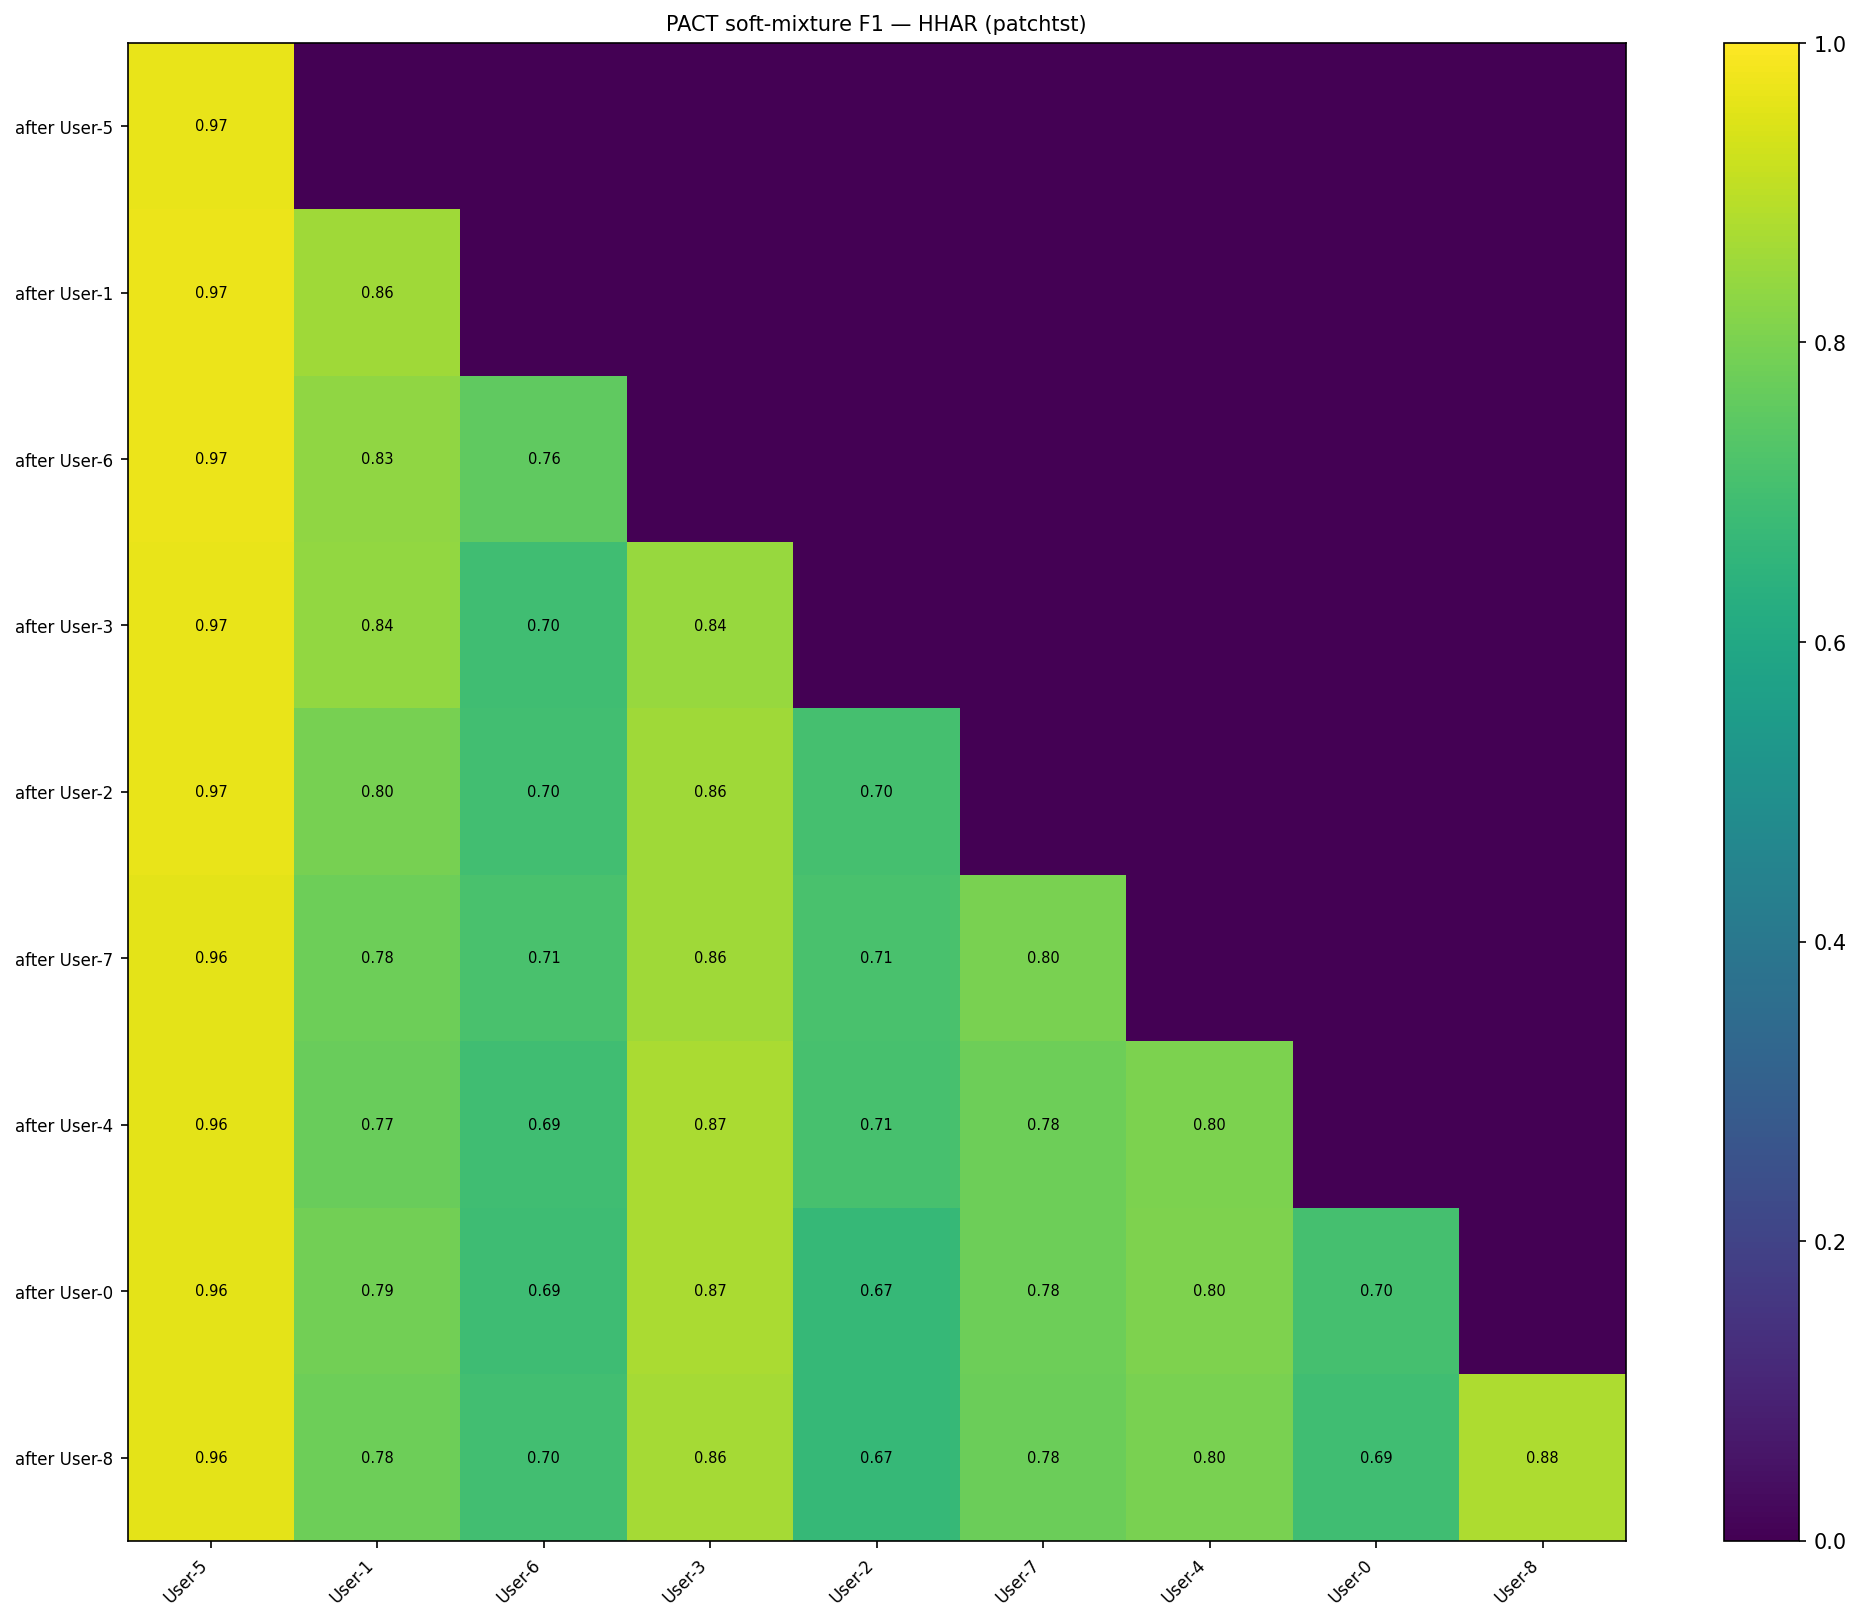 PACT soft-mixture F1 — HHAR (patchtst)
after User-5 0.97
after User-1 0.97 0.86
after User-6 0.97 0.83 0.76
after User-3 0.97 0.84 0.70 0.84
after User-2 0.97 0.80 0.70 0.86 0.70
after User-7 0.96 0.78 0.71 0.86 0.71 0.80
after User-4 0.96 0.77 0.69 0.87 0.71 0.78 0.80
after User-0 0.96 0.79 0.69 0.87 0.67 0.78 0.80 0.70
after User-8 0.96 0.78 0.70 0.86 0.67 0.78 0.80 0.69 0.88
User-5 User-1 User-6 User-3 User-2 User-7 User-4 User-0 User-8
1.0
0.8
0.6
0.4
0.2
0.0